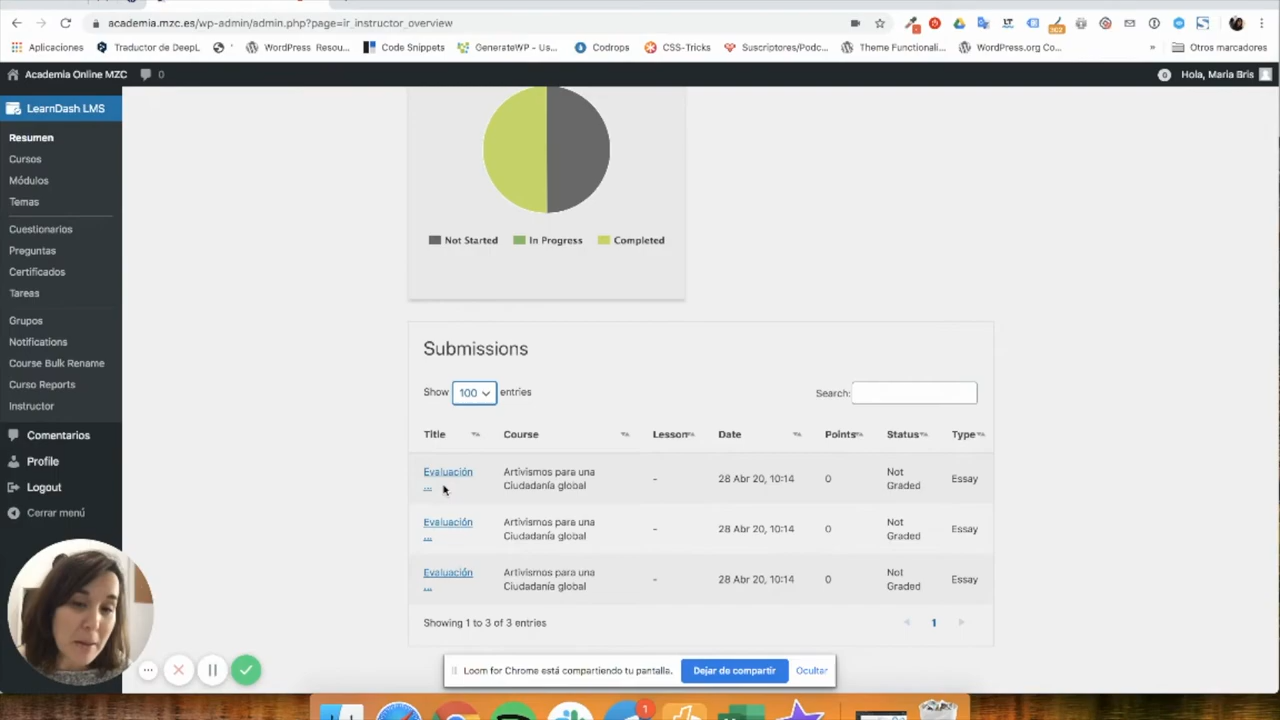 academia.mzc.es/wp-admin/admin.php?page=ir_instructor_overview
Aplicaciones Traductor de DeepL WordPress Resou... Code Snippets GenerateWP - Us... Codrops CSS-Tricks Suscriptores/Podc... Theme Functionali... WordPress.org Co... » Otros marcadores
Academia Online MZC 0 0 Hola, Maria Bris
LearnDash LMS
Resumen
Cursos
Módulos
Temas
Cuestionarios
Preguntas
Certificados
Tareas
Grupos
Notifications
Course Bulk Rename
Curso Reports
Instructor
Comentarios
Profile
Logout
Cerrar menú
Not Started In Progress Completed
Submissions
Show 100 entries Search:
Title Course Lesson Date Points Status Type
Evaluación ... Artivismos para una Ciudadanía global - 28 Abr 20, 10:14 0 Not Graded Essay
Evaluación ... Artivismos para una Ciudadanía global - 28 Abr 20, 10:14 0 Not Graded Essay
Evaluación ... Artivismos para una Ciudadanía global - 28 Abr 20, 10:14 0 Not Graded Essay
Showing 1 to 3 of 3 entries 1
Loom for Chrome está compartiendo tu pantalla. Dejar de compartir Ocultar
1